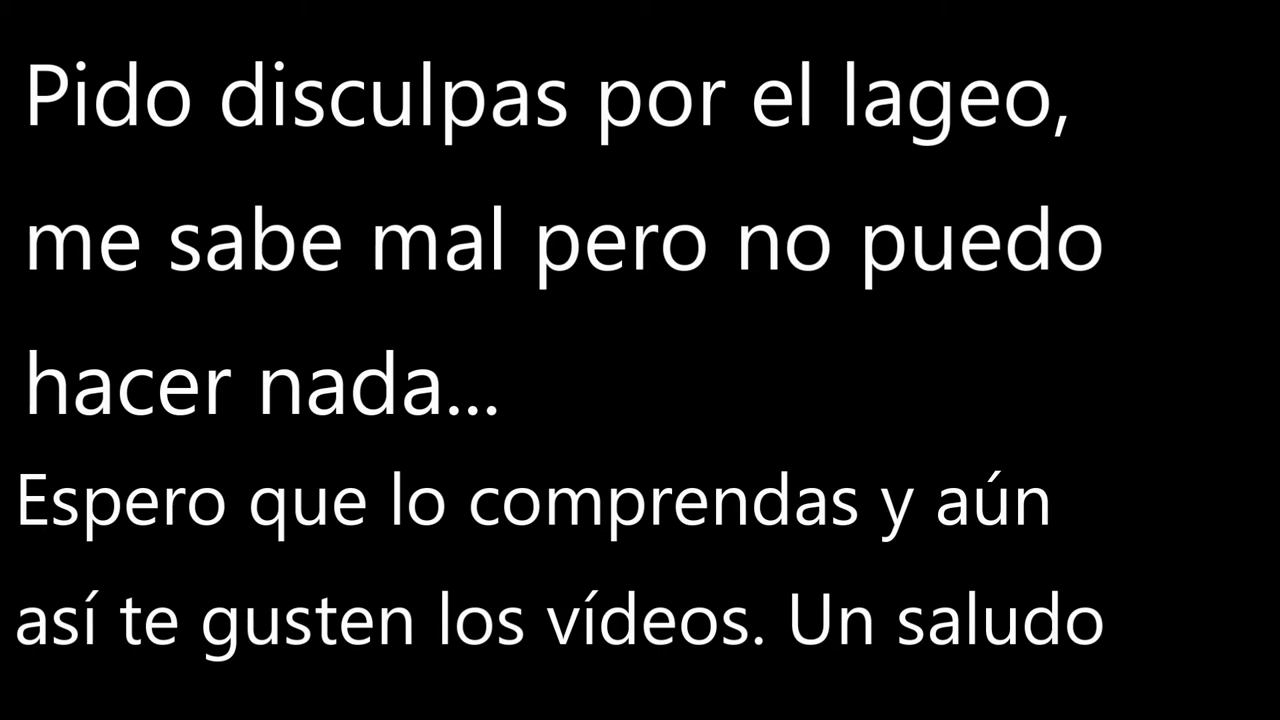 Pido disculpas por el lageo,
me sabe mal pero no puedo
hacer nada...
Espero que lo comprendas y aún
así te gusten los vídeos. Un saludo